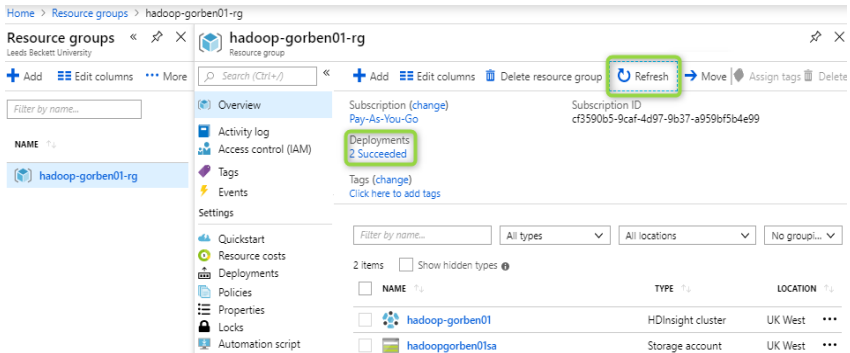 Home > Resource groups > hadoop-gorben01-rg
Resource groups
Leeds Beckett University
Add Edit columns More
Filter by name...
NAME
hadoop-gorben01-rg
hadoop-gorben01-rg
Resource group
Search (Ctrl+/)
Overview
Activity log
Access control (IAM)
Tags
Events
Settings
Quickstart
Resource costs
Deployments
Policies
Properties
Locks
Automation script
Add Edit columns Delete resource group Refresh Move Assign tags Delete
Subscription (change)
Pay-As-You-Go
Subscription ID
cf3590b5-9caf-4d97-9b37-a959bf5b4e99
Deployments
2 Succeeded
Tags (change)
Click here to add tags
Filter by name... All types All locations No groupi...
2 items Show hidden types
NAME TYPE LOCATION
hadoop-gorben01 HDInsight cluster UK West
hadoopgorben01sa Storage account UK West